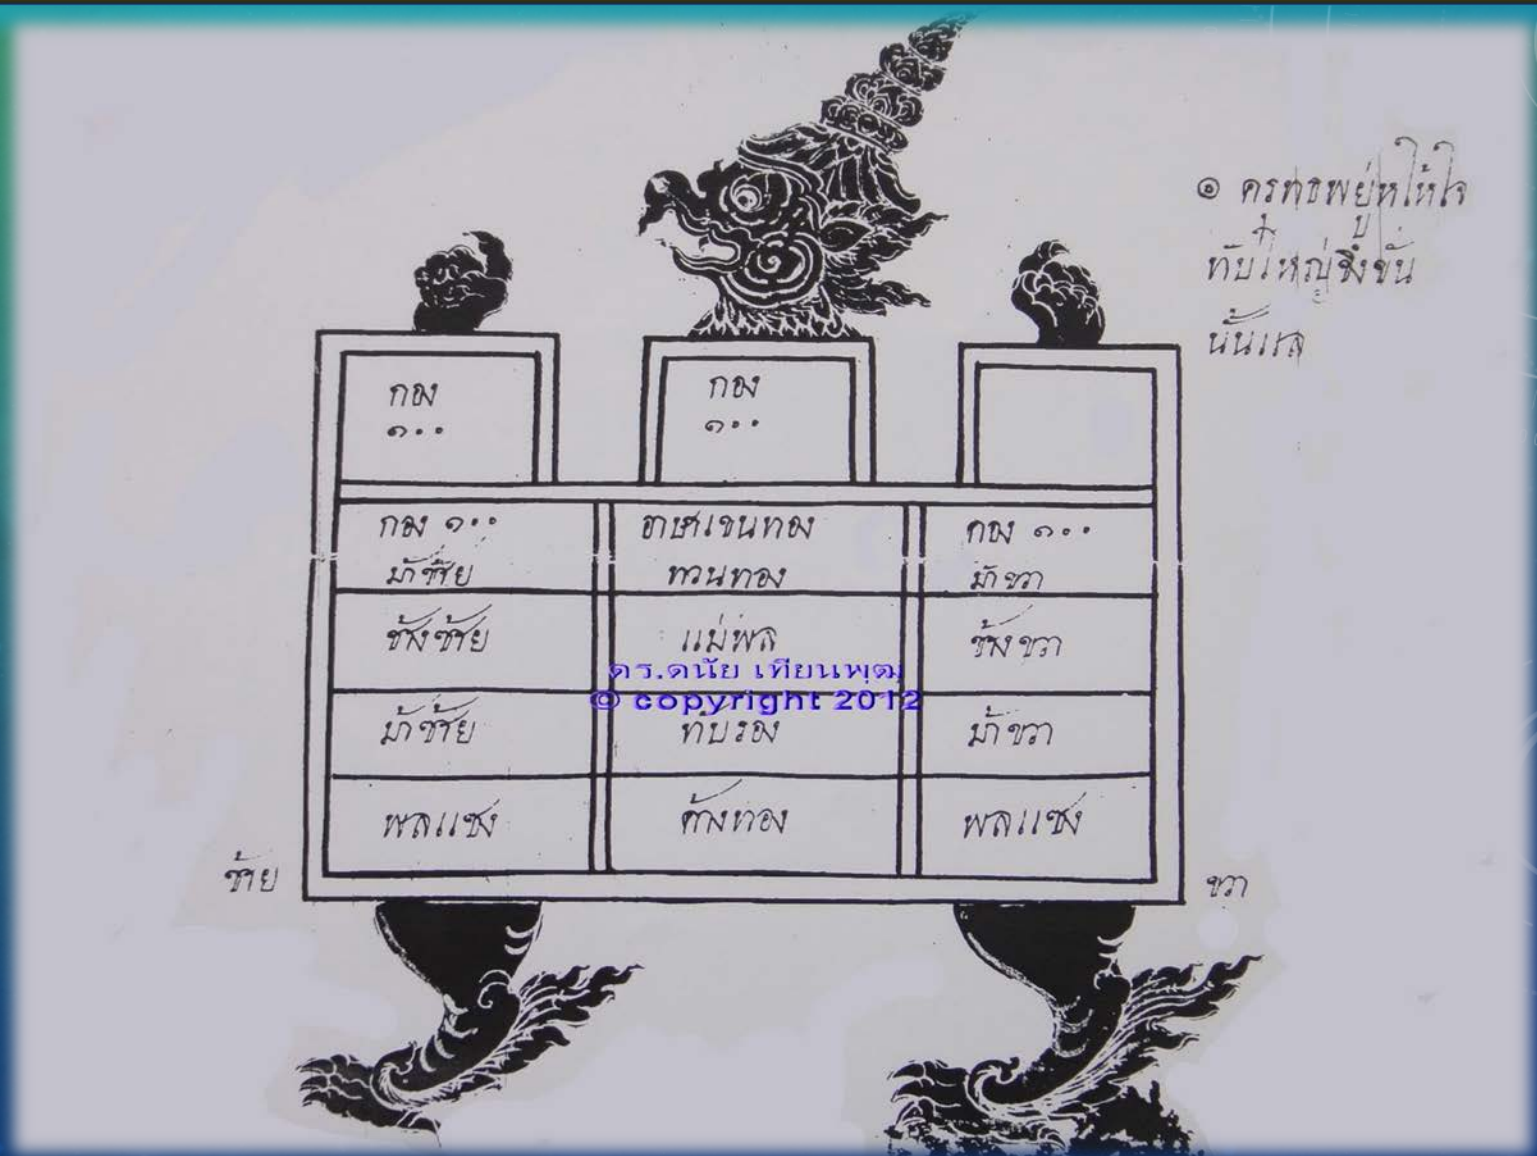 ๏ ครุทธพยู่หให้ใจ
ทับใหญ่ซึ่งขัน
นั้นแล
กอง
๑๐๐
กอง
๑๐๐
กอง ๑๐๐
ม้าซ้าย
อาษาเขนทอง
ทวนทอง
กอง ๑๐๐
ม้าขวา
ช้างซ้าย
แม่พล
ช้างขวา
ดร.ดนัย เทียนพุฒ
© copyright 2012
ม้าซ้าย
ทับรอง
ม้าขวา
พลแซง
ค้างทอง
พลแซง
ซ้าย
ขวา